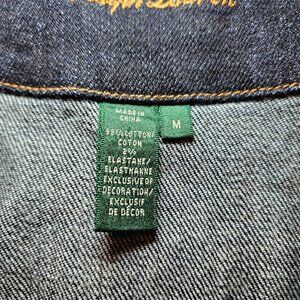 MADE IN
CHINA
98% COTTON/
COTON
2%
ELASTANE/
ELASTHANNE
EXCLUSIVE OF
DECORATION/
EXCLUSIF
DE DÉCOR
M